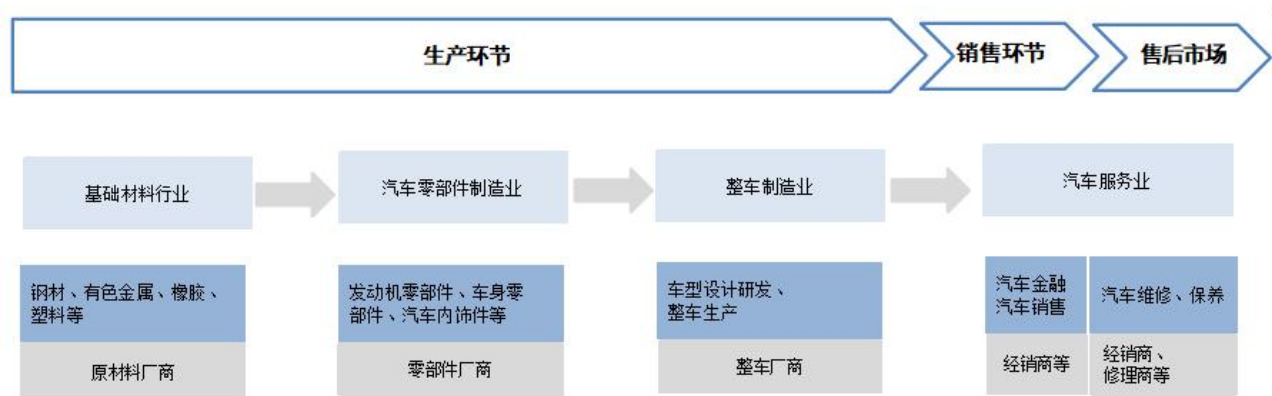 生产环节
销售环节
售后市场
基础材料行业
汽车零部件制造业
整车制造业
汽车服务业
钢材、有色金属、橡胶、
塑料等
发动机零部件、车身零
部件、汽车内饰件等
车型设计研发、
整车生产
汽车金融
汽车销售
汽车维修、保养
原材料厂商
零部件厂商
整车厂商
经销商等
经销商、
修理商等